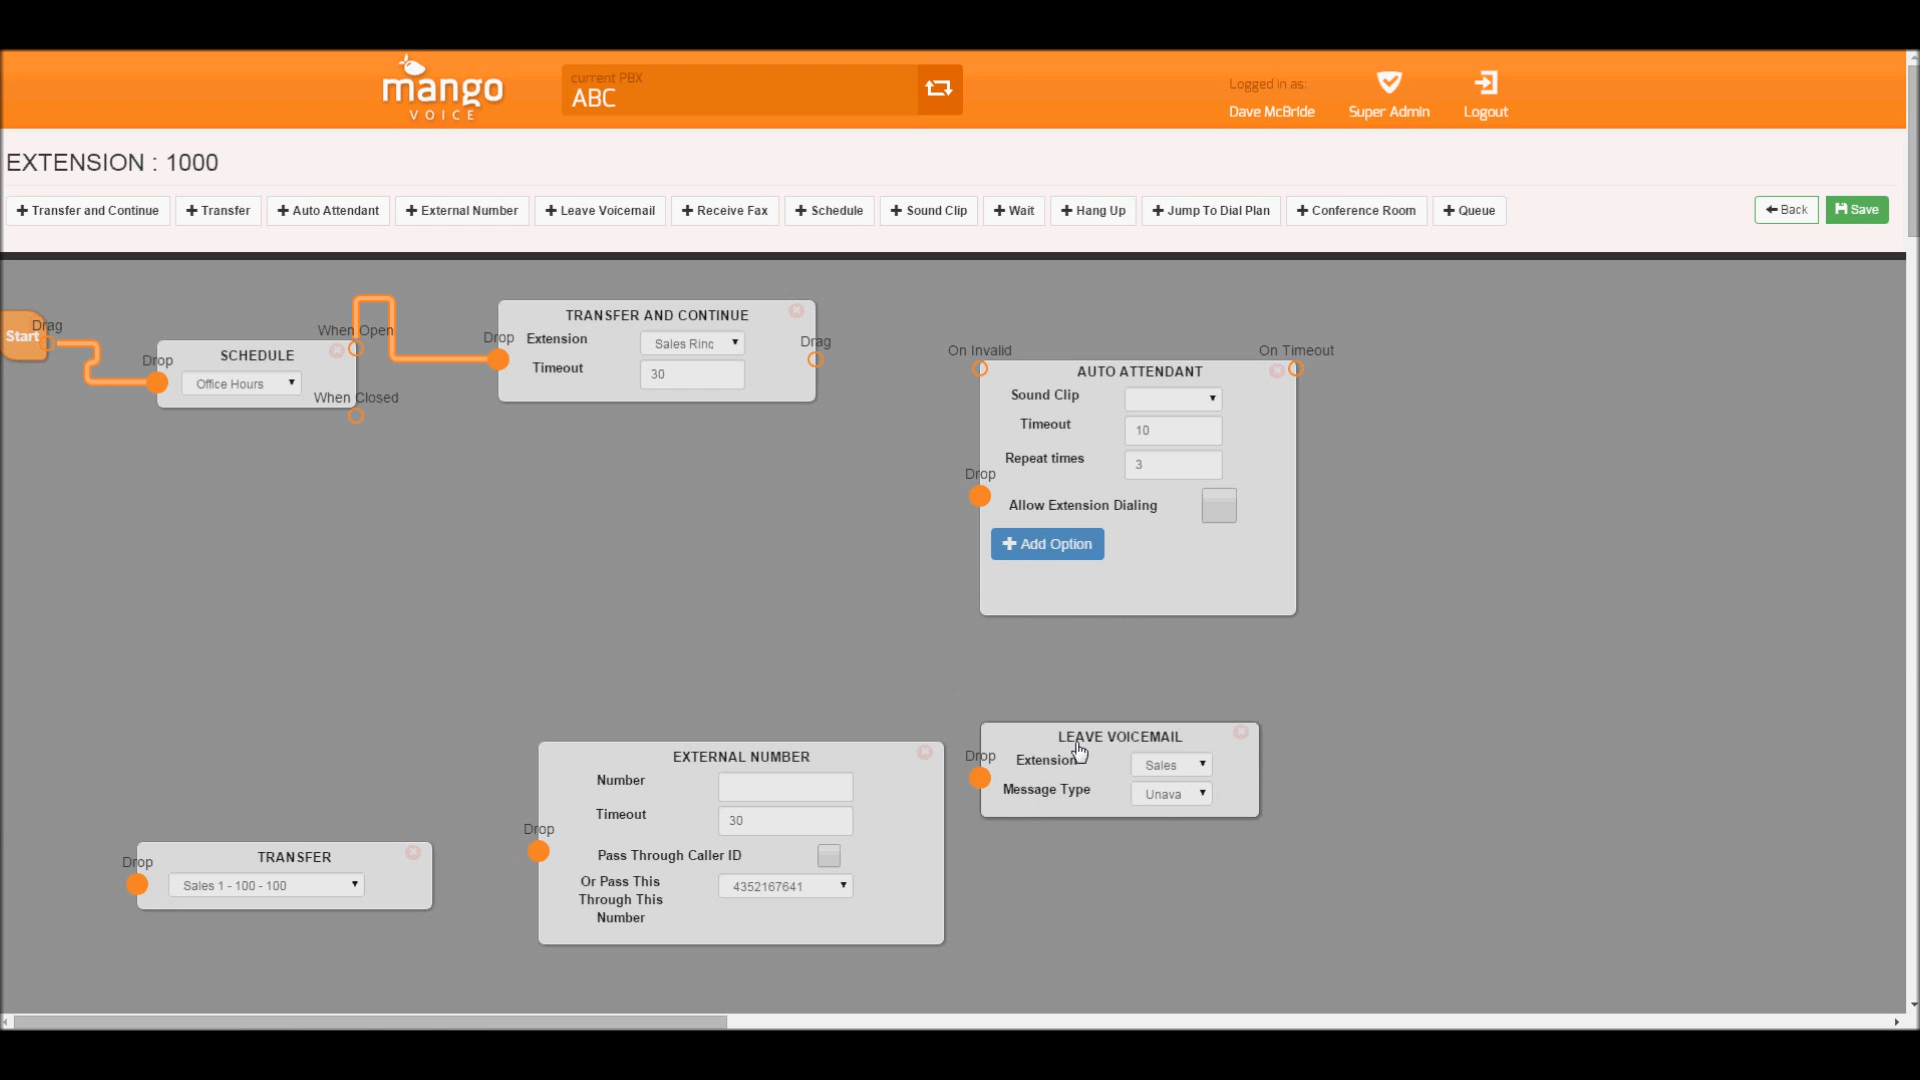 mango
VOICE
current PBX
ABC
Logged in as:
Dave McBride
Super Admin
Logout
EXTENSION : 1000
Transfer and Continue
Transfer
Auto Attendant
External Number
Leave Voicemail
Receive Fax
Schedule
Sound Clip
Wait
Hang Up
Jump To Dial Plan
Conference Room
Queue
Back
Save
Start
Drag
Drop
SCHEDULE
Office Hours
When Open
When Closed
Drop
TRANSFER AND CONTINUE
Extension
Sales Ring
Timeout
30
Drag
On Invalid
On Timeout
AUTO ATTENDANT
Sound Clip
Timeout
10
Repeat times
3
Drop
Allow Extension Dialing
Add Option
Drop
LEAVE VOICEMAIL
Extension
Sales
Message Type
Unava
Drop
EXTERNAL NUMBER
Number
Timeout
30
Pass Through Caller ID
Or Pass This
Through This
Number
4352167641
Drop
TRANSFER
Sales 1 - 100 - 100